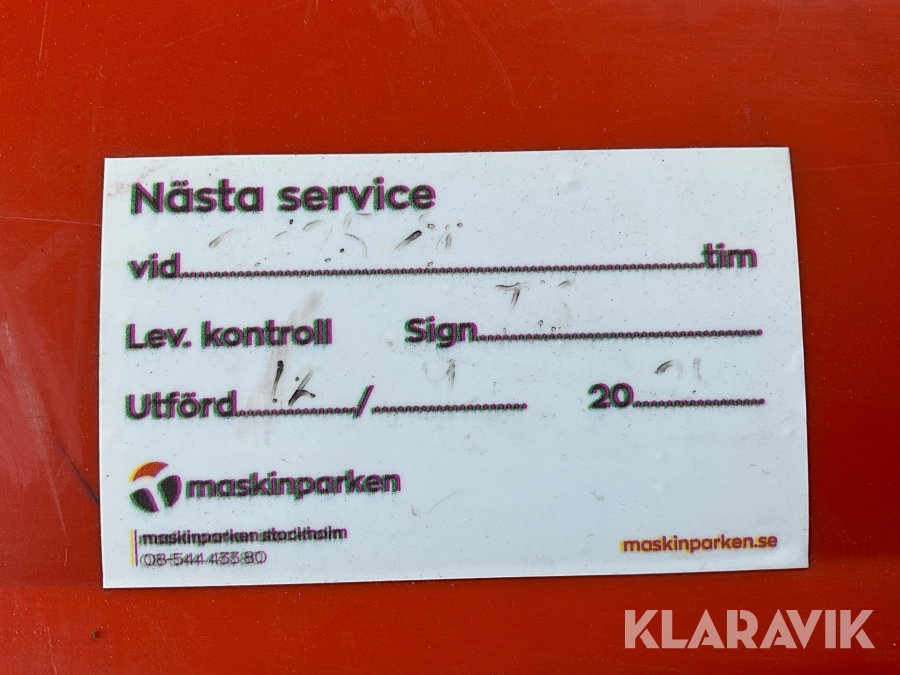 Nästa service
vid tim
Lev. kontroll Sign
Utförd / 20
maskinparken
maskinparken stockholm
08-544 433 80
maskinparken.se
KLARAVIK